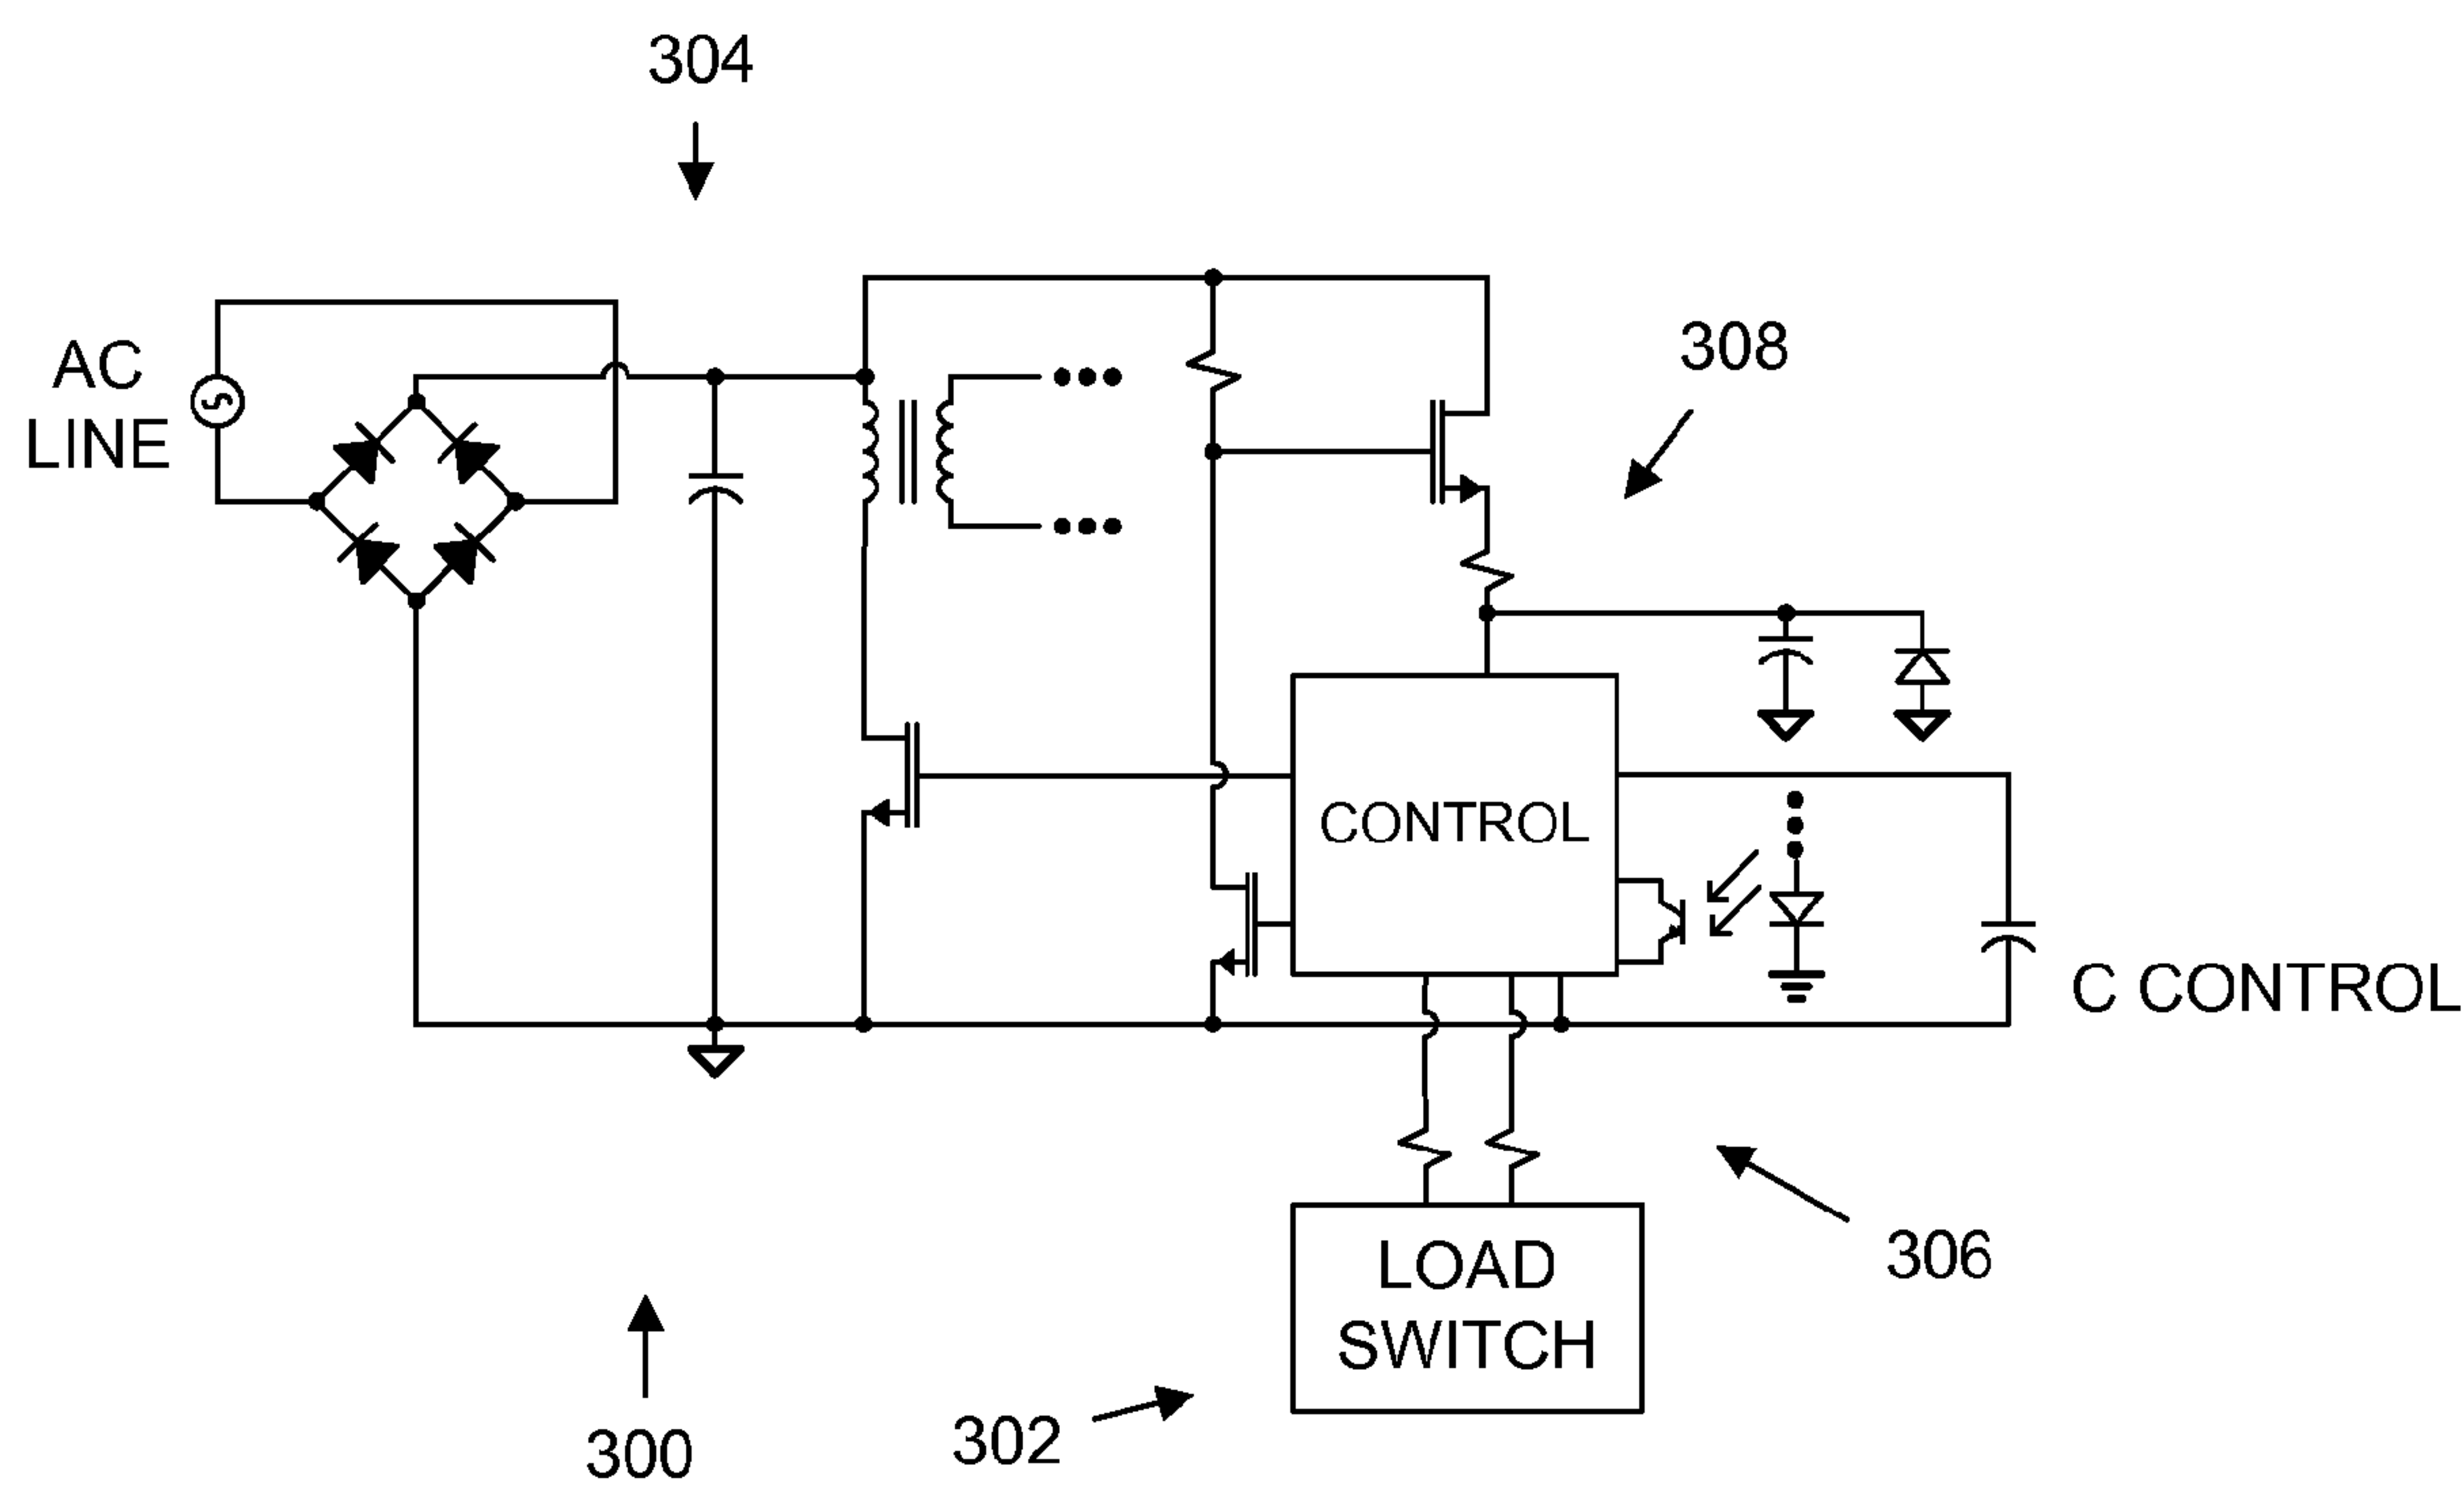 304
AC
LINE
308
CONTROL
C CONTROL
LOAD
SWITCH
306
302
300